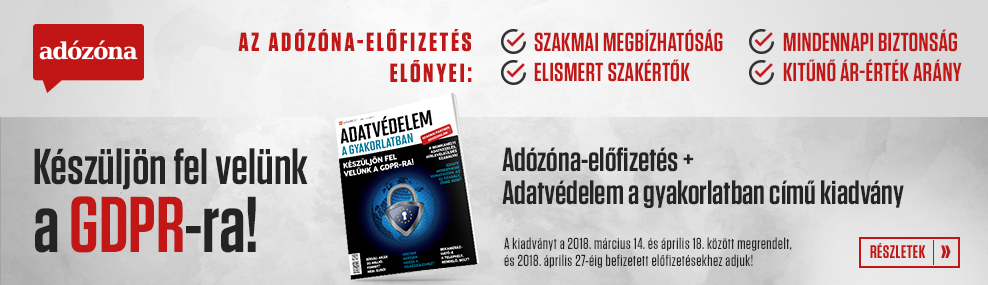 adózóna
AZ ADÓZÓNA-ELŐFIZETÉS
ELŐNYEI:
SZAKMAI MEGBÍZHATÓSÁG
ELISMERT SZAKÉRTŐK
MINDENNAPI BIZTONSÁG
KITŰNŐ ÁR-ÉRTÉK ARÁNY
Készüljön fel velünk
a GDPR-ra!
ADATVÉDELEM
A GYAKORLATBAN
KÉSZÜLJÖN FEL
VELÜNK A GDPR-RA!
Adózóna-előfizetés +
Adatvédelem a gyakorlatban című kiadvány
A kiadványt a 2018. március 14. és április 18. között megrendelt,
és 2018. április 27-éig befizetett előfizetésekhez adjuk!
RÉSZLETEK »